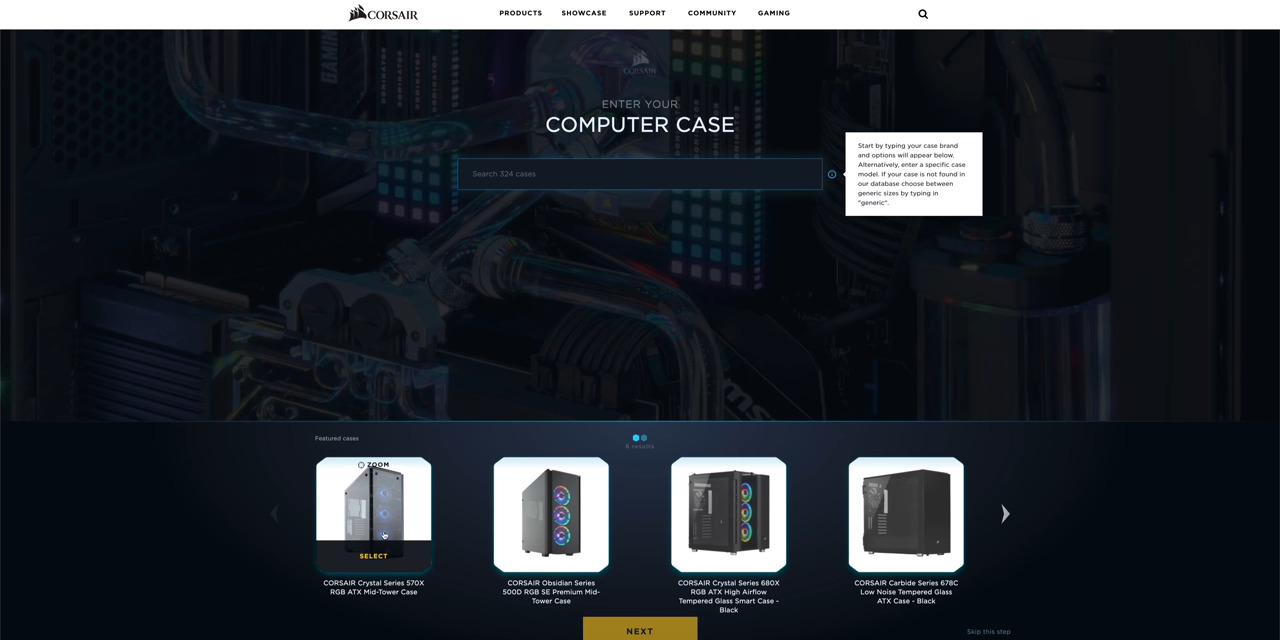 CORSAIR
PRODUCTS
SHOWCASE
SUPPORT
COMMUNITY
GAMING
CORSAIR
ENTER YOUR
COMPUTER CASE
Search 324 cases
Start by typing your case brand
and options will appear below.
Alternatively, enter a specific case
model. If your case is not found in
our database choose between
generic sizes by typing in
"generic".
Featured cases
6 results
ZOOM
SELECT
CORSAIR Crystal Series 570X
RGB ATX Mid-Tower Case
CORSAIR Obsidian Series
500D RGB SE Premium Mid-
Tower Case
CORSAIR Crystal Series 680X
RGB ATX High Airflow
Tempered Glass Smart Case -
Black
CORSAIR Carbide Series 678C
Low Noise Tempered Glass
ATX Case - Black
NEXT
Skip this step